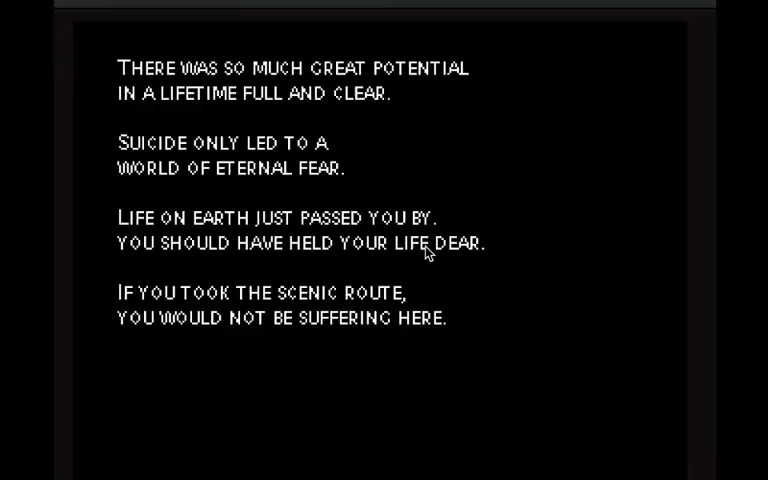 There was so much great potential
in a lifetime full and clear.
Suicide only led to a
world of eternal fear.
Life on earth just passed you by.
you should have held your life dear.
If you took the scenic route,
you would not be suffering here.